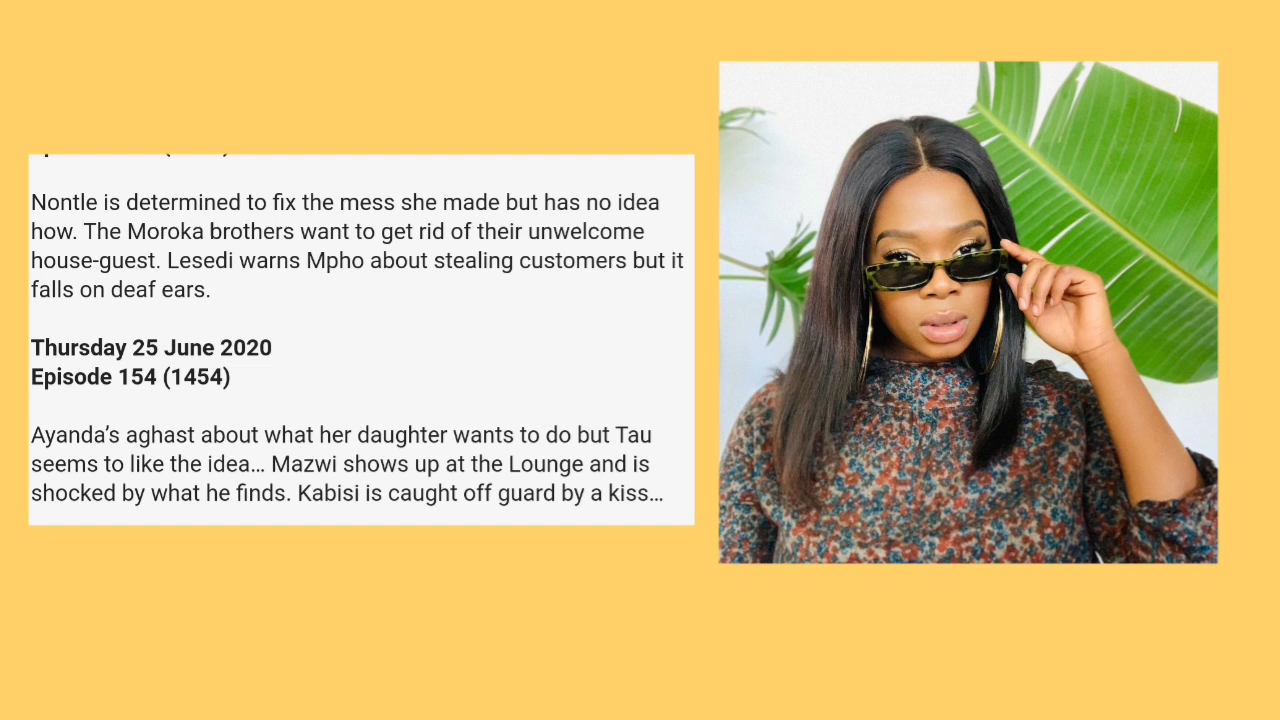 Nontle is determined to fix the mess she made but has no idea
how. The Moroka brothers want to get rid of their unwelcome
house-guest. Lesedi warns Mpho about stealing customers but it
falls on deaf ears.
Thursday 25 June 2020
Episode 154 (1454)
Ayanda’s aghast about what her daughter wants to do but Tau
seems to like the idea... Mazwi shows up at the Lounge and is
shocked by what he finds. Kabisi is caught off guard by a kiss...